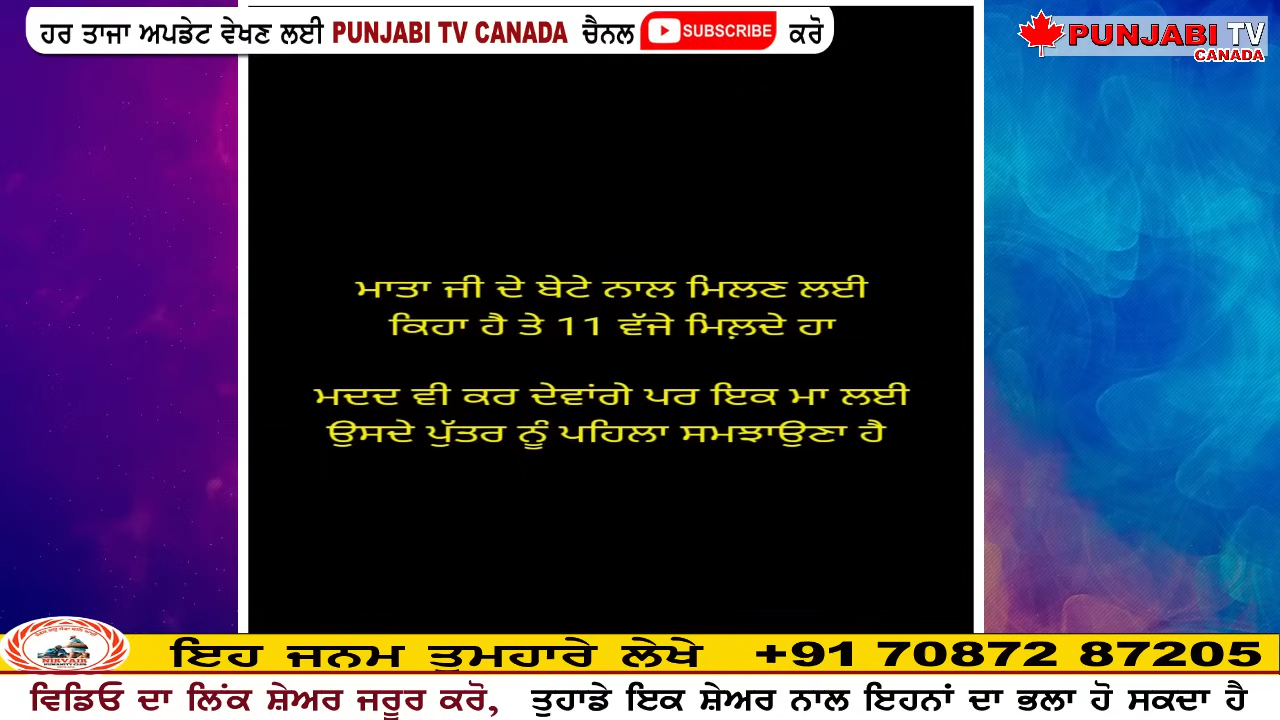 ਹਰ ਤਾਜਾ ਅਪਡੇਟ ਵੇਖਣ ਲਈ PUNJABI TV CANADA ਚੈਨਲ SUBSCRIBE ਕਰੋ
PUNJABI TV
CANADA
ਮਾਤਾ ਜੀ ਦੇ ਬੇਟੇ ਨਾਲ ਮਿਲਣ ਲਈ
ਕਿਹਾ ਹੈ ਤੇ 11 ਵੱਜੇ ਮਿਲ਼ਦੇ ਹਾ
ਮਦਦ ਵੀ ਕਰ ਦੇਵਾਂਗੇ ਪਰ ਇਕ ਮਾ ਲਈ
ਉਸਦੇ ਪੁੱਤਰ ਨੂੰ ਪਹਿਲਾ ਸਮਝਾਉਣਾ ਹੈ
NIRVAIR
HUMANITY CLUB
ਇਹ ਜਨਮ ਤੁਮਹਾਰੇ ਲੇਖੇ +91 70872 87205
ਵਿਡਿਓ ਦਾ ਲਿੰਕ ਸ਼ੇਅਰ ਜਰੂਰ ਕਰੋ, ਤੁਹਾਡੇ ਇਕ ਸ਼ੇਅਰ ਨਾਲ ਇਹਨਾਂ ਦਾ ਭਲਾ ਹੋ ਸਕਦਾ ਹੈ